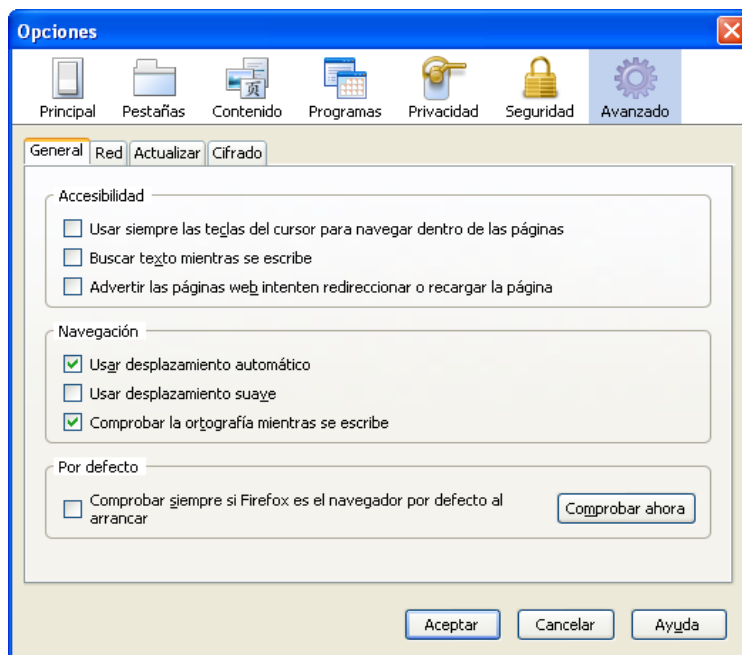 Opciones
Principal Pestañas Contenido Programas Privacidad Seguridad Avanzado
General Red Actualizar Cifrado
Accesibilidad
Usar siempre las teclas del cursor para navegar dentro de las páginas
Buscar texto mientras se escribe
Advertir las páginas web intenten redireccionar o recargar la página
Navegación
Usar desplazamiento automático
Usar desplazamiento suave
Comprobar la ortografía mientras se escribe
Por defecto
Comprobar siempre si Firefox es el navegador por defecto al
arrancar
Comprobar ahora
Aceptar Cancelar Ayuda